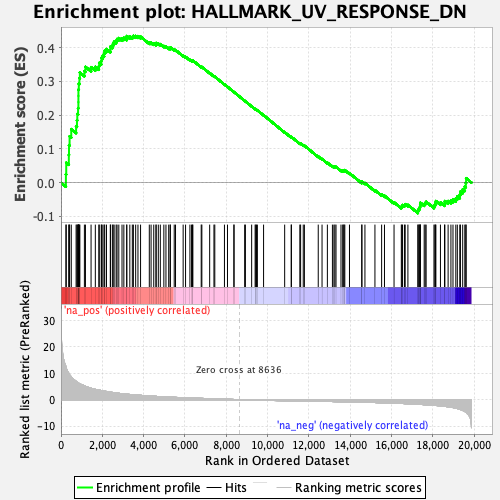 Enrichment plot: HALLMARK_UV_RESPONSE_DN
Enrichment score (ES)
0.4
0.3
0.2
0.1
0.0
-0.1
'na_pos' (positively correlated)
Ranked list metric (PreRanked)
30
20
10
0
-10
Zero cross at 8636
'na_neg' (negatively correlated)
0
2,000
4,000
6,000
8,000
10,000
12,000
14,000
16,000
18,000
20,000
Rank in Ordered Dataset
Enrichment profile
Hits
Ranking metric scores